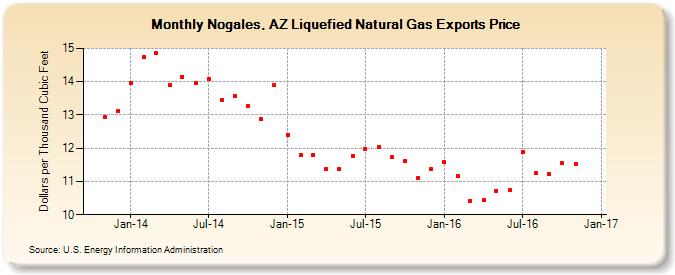 Monthly Nogales, AZ Liquefied Natural Gas Exports Price
Dollars per Thousand Cubic Feet
15
14
13
12
11
10
Jan-14 Jul-14 Jan-15 Jul-15 Jan-16 Jul-16 Jan-17
Source: U.S. Energy Information Administration